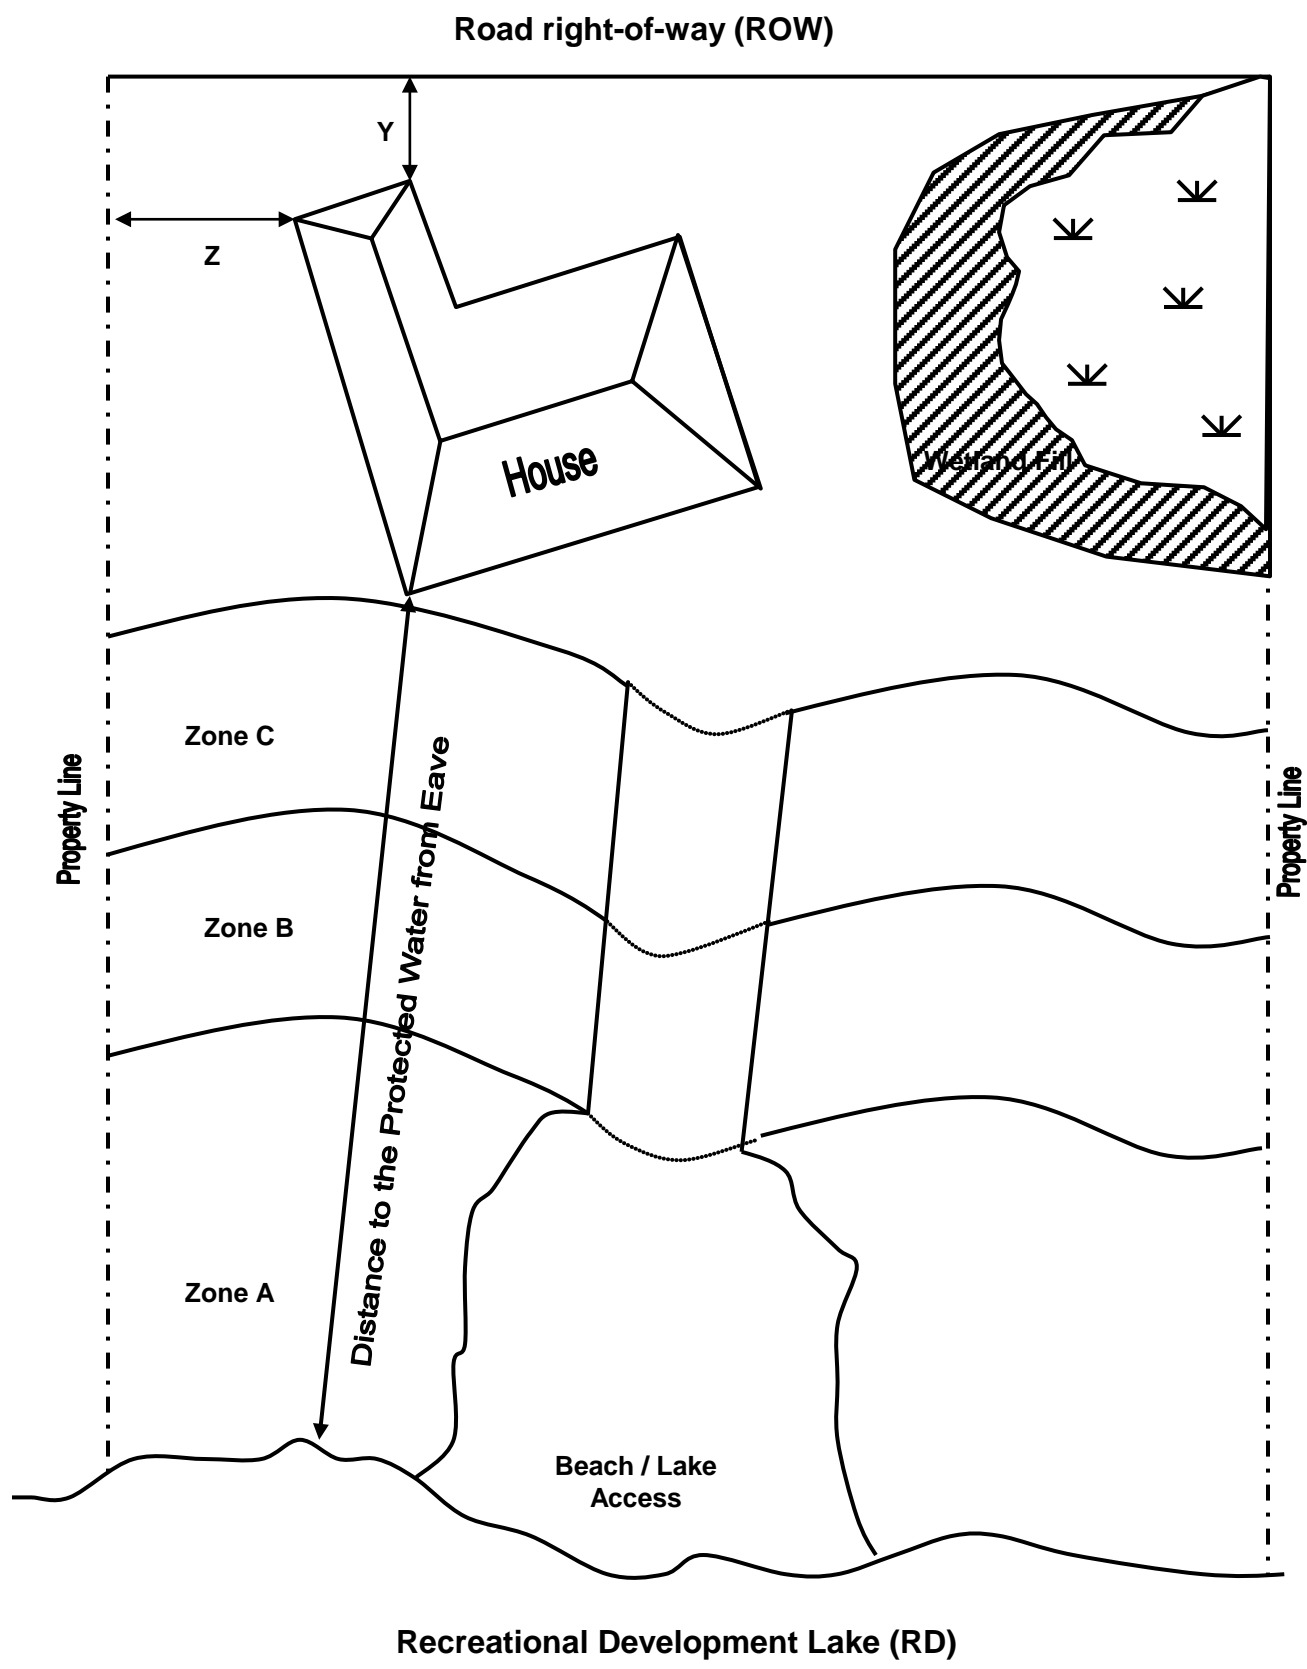 Road right-of-way (ROW)
Y
Z
House
Wetland Fill
Zone C
Property Line
Property Line
Distance to the Protected Water from Eave
Zone B
Zone A
Beach / Lake
Access
Recreational Development Lake (RD)